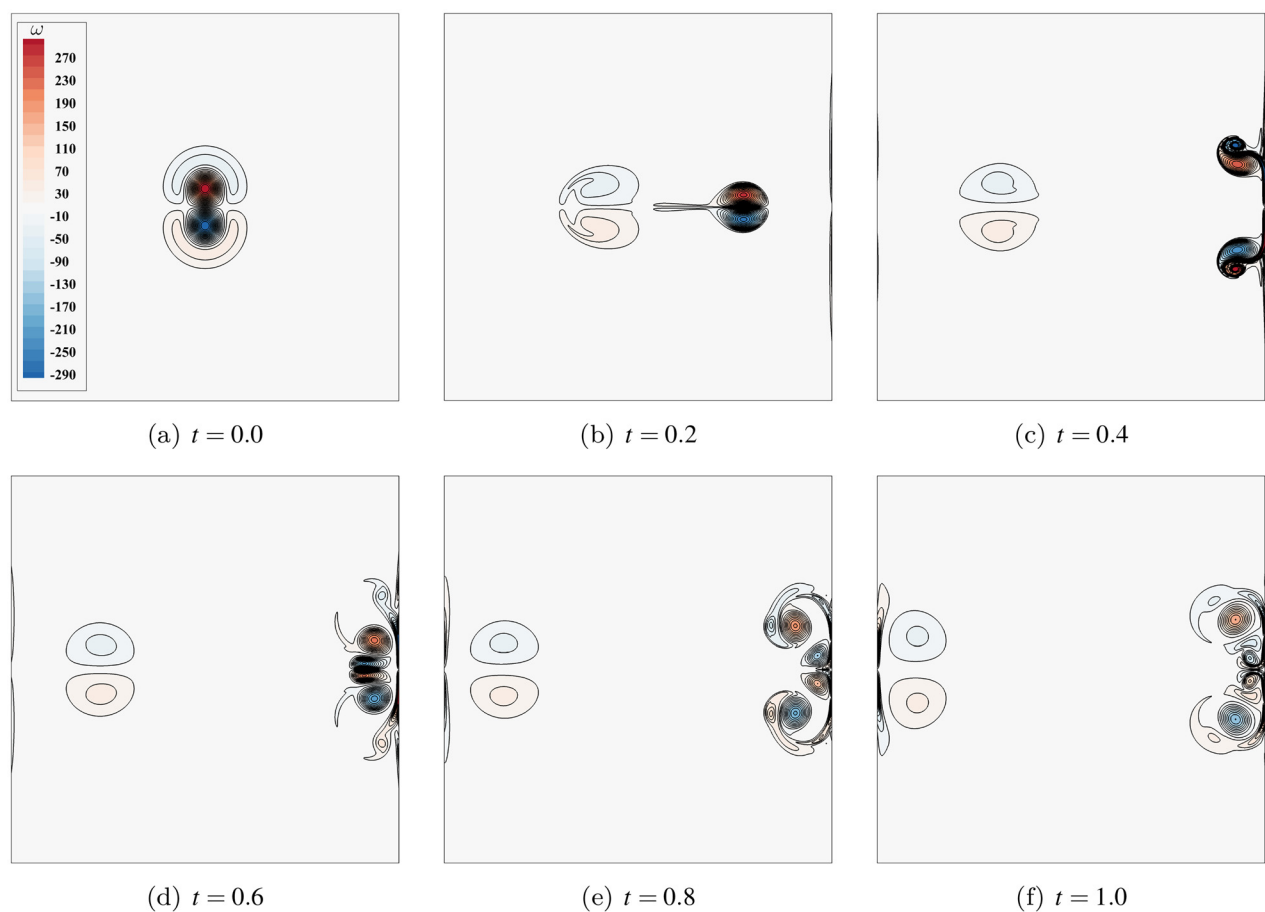 ω
270
230
190
150
110
70
30
-10
-50
-90
-130
-170
-210
-250
-290
(a) t = 0.0
(b) t = 0.2
(c) t = 0.4
(d) t = 0.6
(e) t = 0.8
(f) t = 1.0